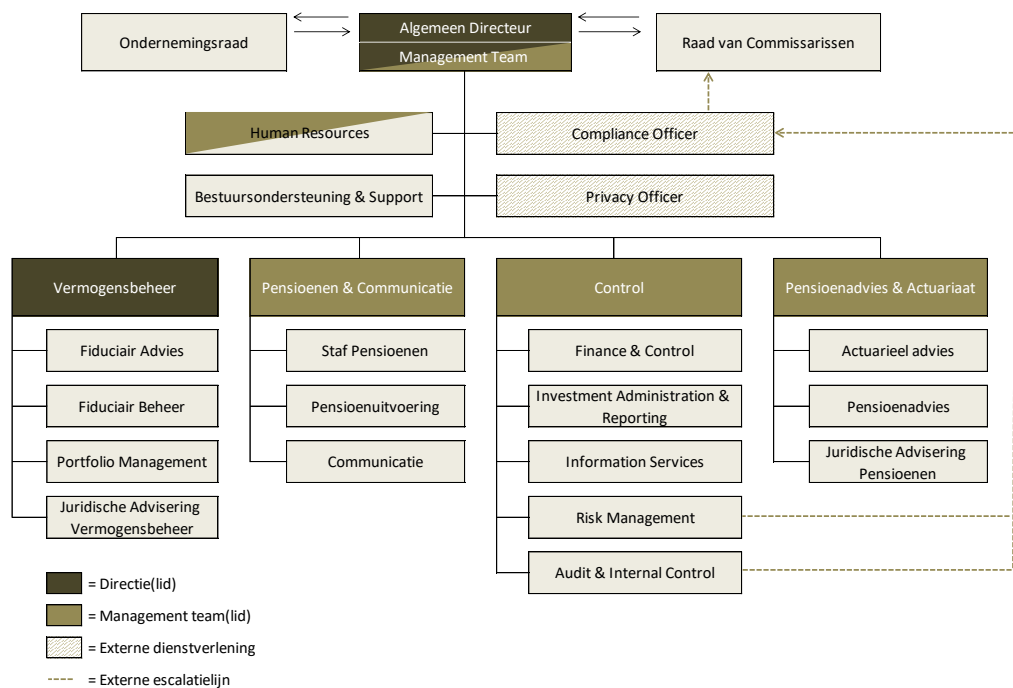 Ondernemingsraad
Algemeen Directeur
Management Team
Raad van Commissarissen
Human Resources
Compliance Officer
Bestuursondersteuning & Support
Privacy Officer
Vermogensbeheer
Fiduciair Advies
Fiduciair Beheer
Portfolio Management
Juridische Advisering
Vermogensbeheer
Pensioenen & Communicatie
Staf Pensioenen
Pensioenuitvoering
Communicatie
Control
Finance & Control
Investment Administration &
Reporting
Information Services
Risk Management
Audit & Internal Control
Pensioenadvies & Actuariaat
Actuarieel advies
Pensioenadvies
Juridische Advisering
Pensioenen
= Directie(lid)
= Management team(lid)
= Externe dienstverlening
= Externe escalatielijn